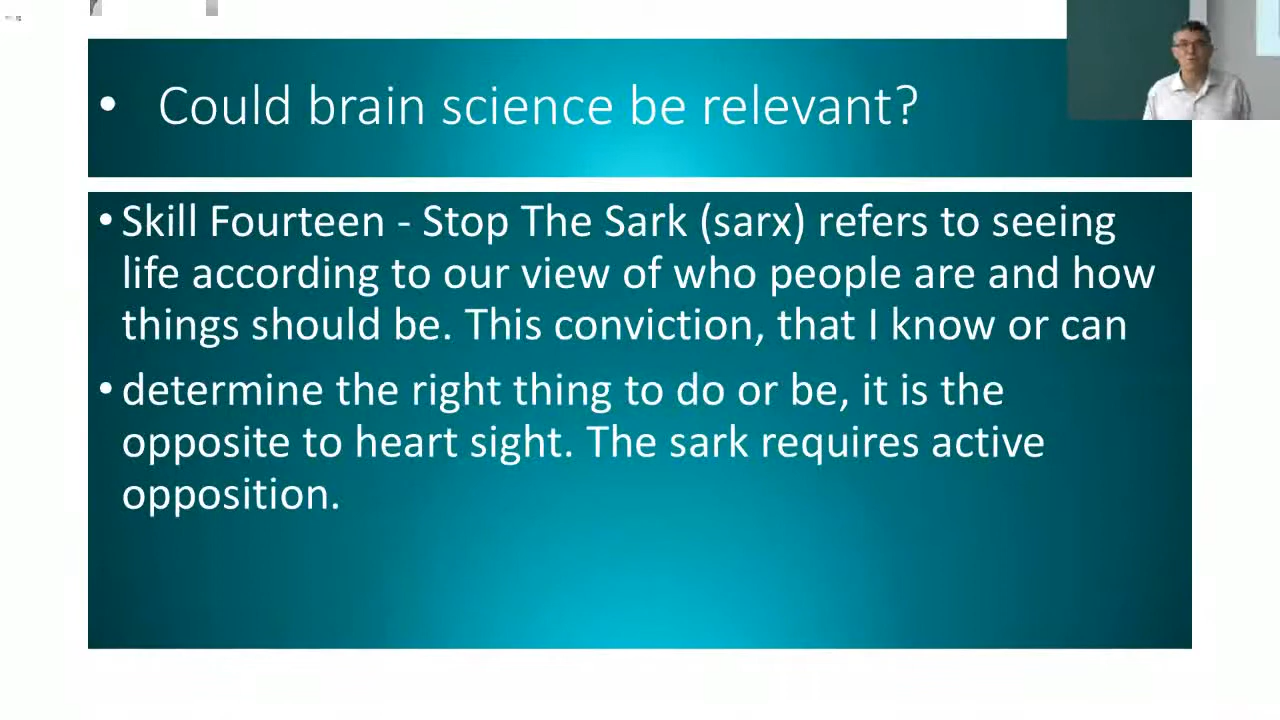 • Could brain science be relevant?
• Skill Fourteen - Stop The Sark (sarx) refers to seeing
life according to our view of who people are and how
things should be. This conviction, that I know or can
• determine the right thing to do or be, it is the
opposite to heart sight. The sark requires active
opposition.